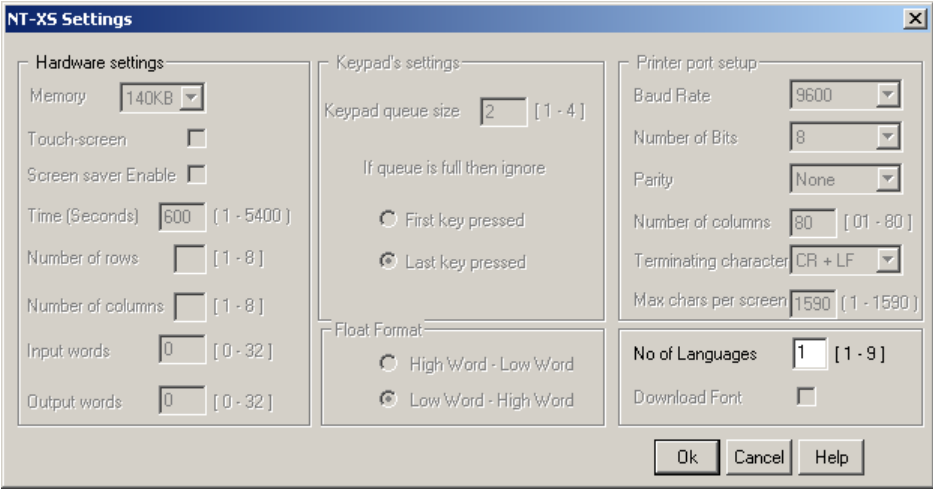 NT-XS Settings
Hardware settings
Memory 140KB
Touch-screen
Screen saver Enable
Time (Seconds) 600 ( 1 - 5400 )
Number of rows [ 1 - 8 ]
Number of columns [ 1 - 8 ]
Input words 0 [ 0 - 32 ]
Output words 0 [ 0 - 32 ]
Keypad's settings
Keypad queue size 2 [ 1 - 4 ]
If queue is full then ignore
First key pressed
Last key pressed
Float Format
High Word - Low Word
Low Word - High Word
Printer port setup
Baud Rate 9600
Number of Bits 8
Parity None
Number of columns 80 [ 01 - 80 ]
Terminating character CR + LF
Max chars per screen 1590 ( 1 - 1590 )
No of Languages 1 [ 1 - 9 ]
Download Font
Ok Cancel Help